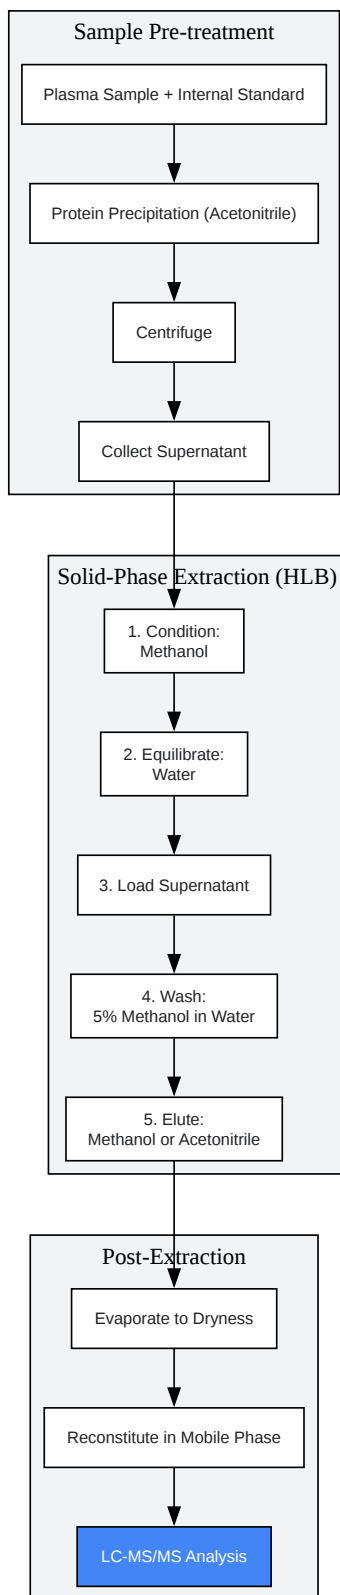 Sample Pre-treatment
Plasma Sample + Internal Standard
Protein Precipitation (Acetonitrile)
Centrifuge
Collect Supernatant
Solid-Phase Extraction (HLB)
1. Condition:
Methanol
2. Equilibrate:
Water
3. Load Supernatant
4. Wash:
5% Methanol in Water
5. Elute:
Methanol or Acetonitrile
Post-Extraction
Evaporate to Dryness
Reconstitute in Mobile Phase
LC-MS/MS Analysis